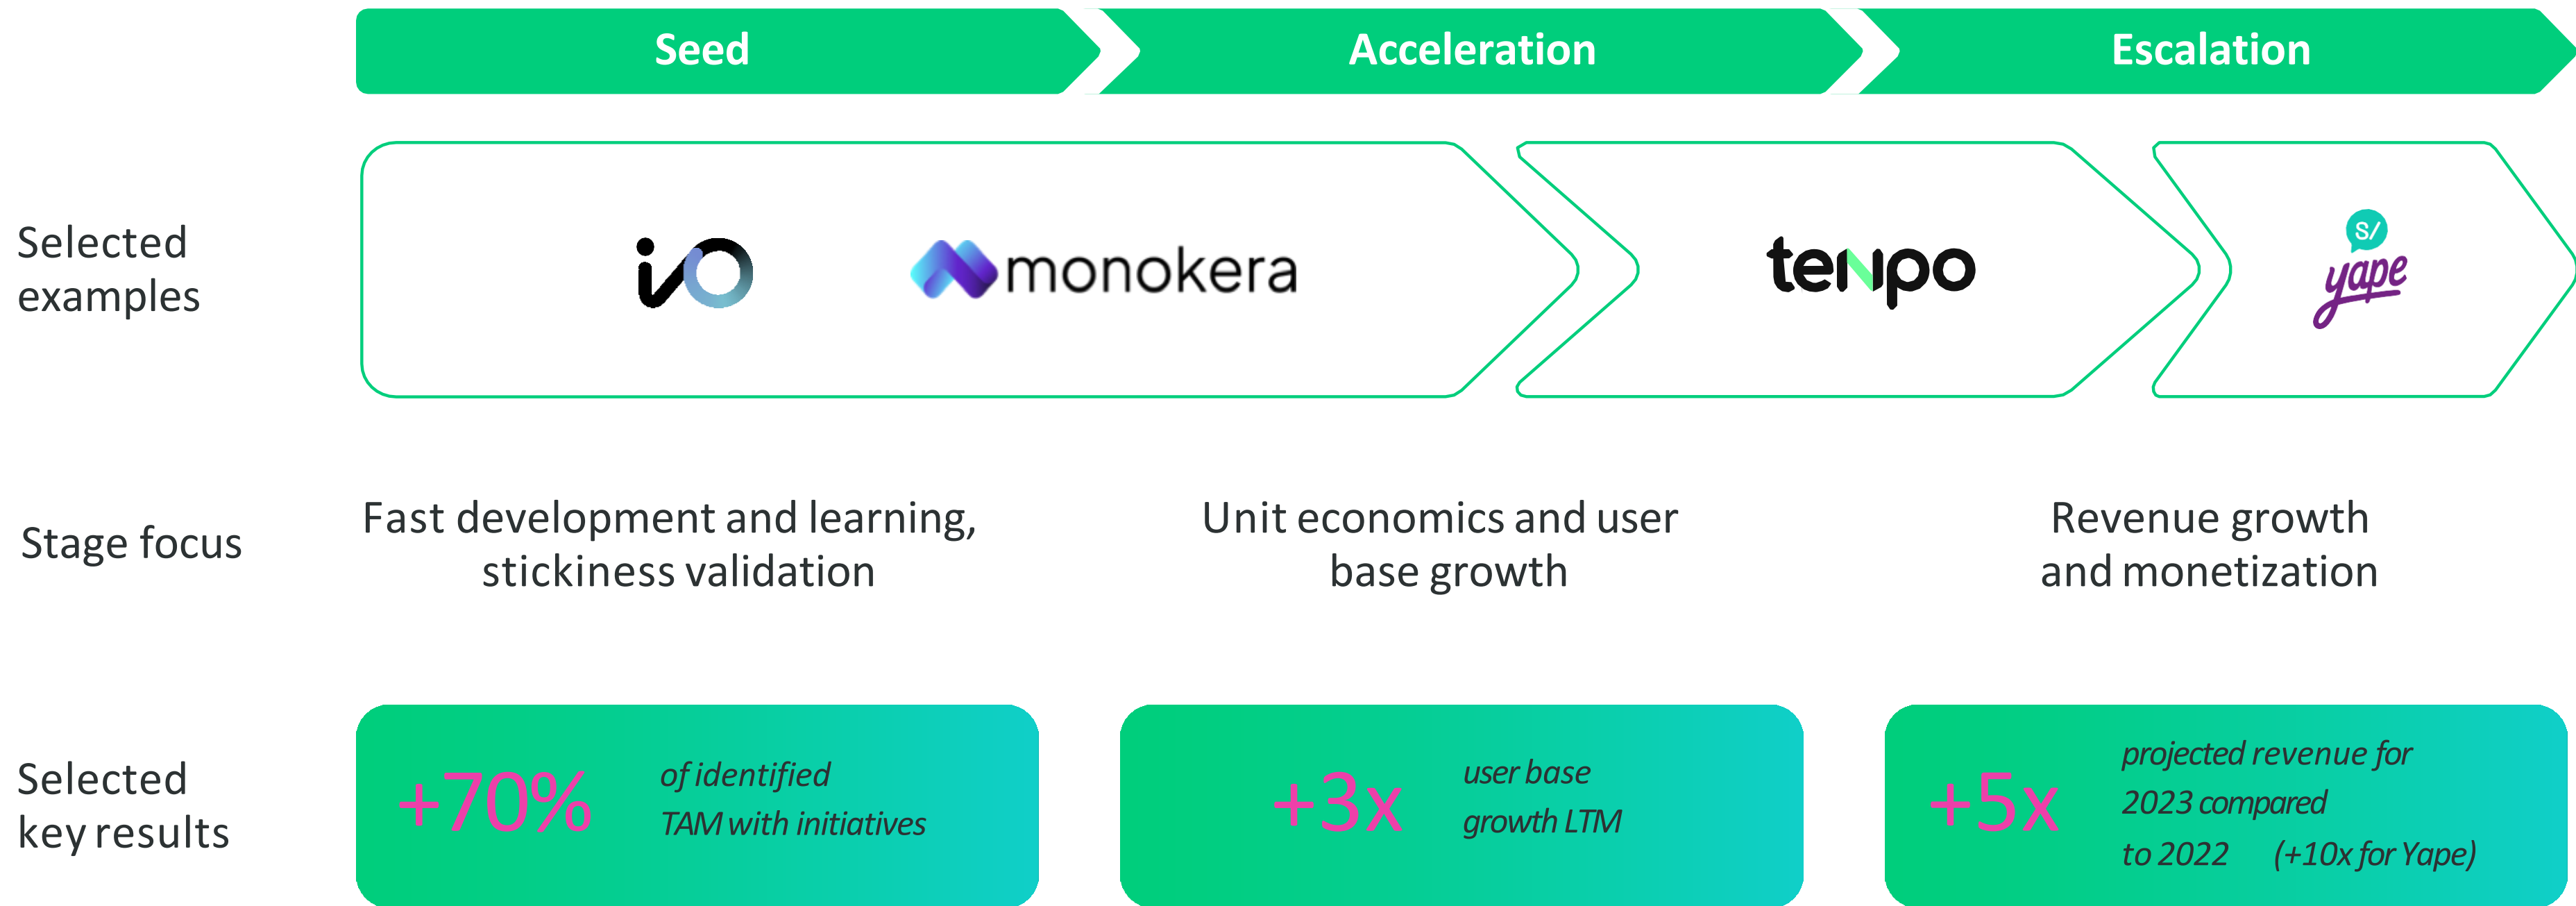 Seed
Acceleration
Escalation
Selected
examples
iO
monokera
tenpo
S/
yape
Stage focus
Fast development and learning,
stickiness validation
Unit economics and user
base growth
Revenue growth
and monetization
Selected
key results
+70%
of identified
TAM with initiatives
+3x
user base
growth LTM
+5x
projected revenue for
2023 compared
to 2022 (+10x for Yape)